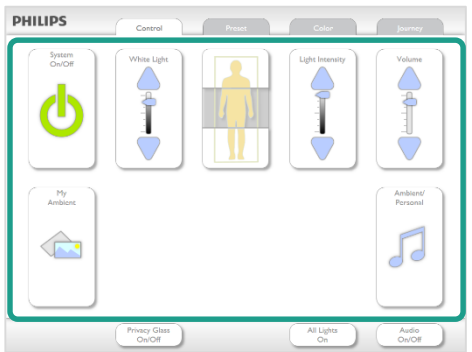 PHILIPS
Control
Preset
Color
Journey
System
On/Off
White Light
Light Intensity
Volume
My
Ambient
Ambient/
Personal
Privacy Glass
On/Off
All Lights
On
Audio
On/Off